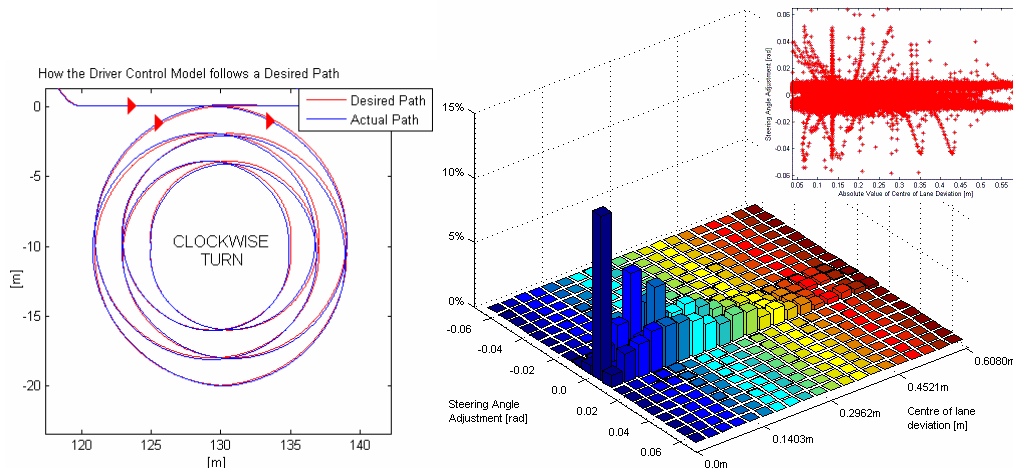 How the Driver Control Model follows a Desired Path
Desired Path
Actual Path
0
-5
-10
-15
-20
[m]
CLOCKWISE
TURN
120
125
130
135
140
[m]
15%
10%
5%
0%
-0.06
-0.04
-0.02
0.0
0.02
0.04
0.06
Steering Angle
Adjustment [rad]
0.0m
0.1403m
0.2962m
0.4521m
0.6080m
Centre of lane
deviation [m]
0.06
0.04
0.02
0
-0.02
-0.04
-0.06
Steering Angle Adjustment [rad]
0.05
0.1
0.15
0.2
0.25
0.3
0.35
0.4
0.45
0.5
0.55
Absolute Value of Centre of Lane Deviation [m]